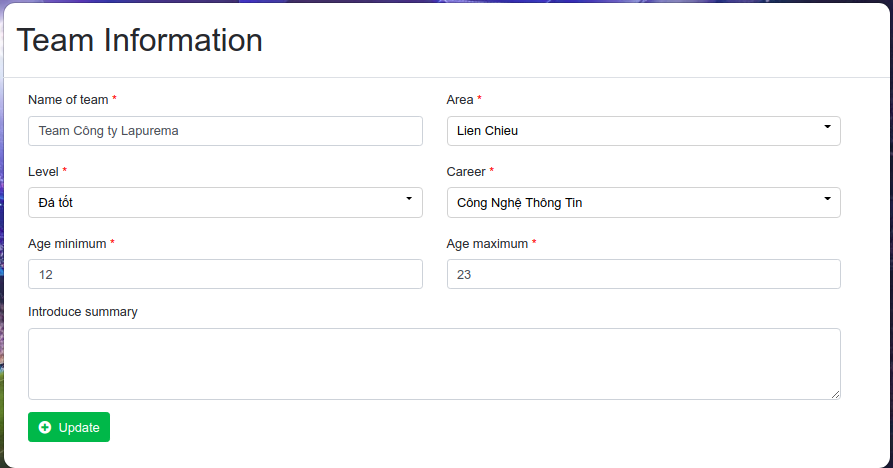 Team Information
Name of team *
Area *
Team Công ty Lapurema
Lien Chieu
Level *
Career *
Đá tốt
Công Nghệ Thông Tin
Age minimum *
Age maximum *
12
23
Introduce summary
Update